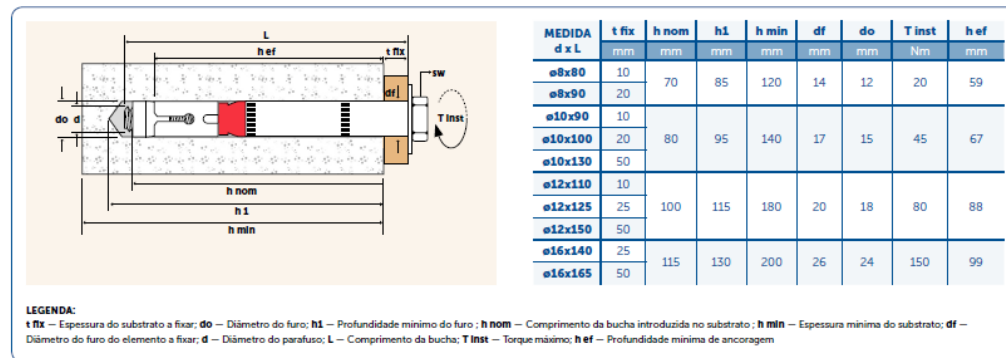 L
h ef
t fix
sw
df
do
d
T inst
h nom
h 1
h min
MEDIDA d x L t fix h nom h1 h min df do T inst h ef
mm mm mm mm mm mm Nm mm
ø8x80 10 70 85 120 14 12 20 59
ø8x90 20
ø10x90 10
ø10x100 20 80 95 140 17 15 45 67
ø10x130 50
ø12x110 10
ø12x125 25 100 115 180 20 18 80 88
ø12x150 50
ø16x140 25 115 130 200 26 24 150 99
ø16x165 50
LEGENDA:
t fix — Espessura do substrato a fixar; do — Diâmetro do furo; h1 — Profundidade minimo do furo ; h nom — Comprimento da bucha introduzida no substrato ; h min — Espessura minima do substrato; df —
Diâmetro do furo do elemento a fixar; d — Diâmetro do parafuso; L — Comprimento da bucha; T Inst — Torque máximo; h ef — Profundidade minima de ancoragem